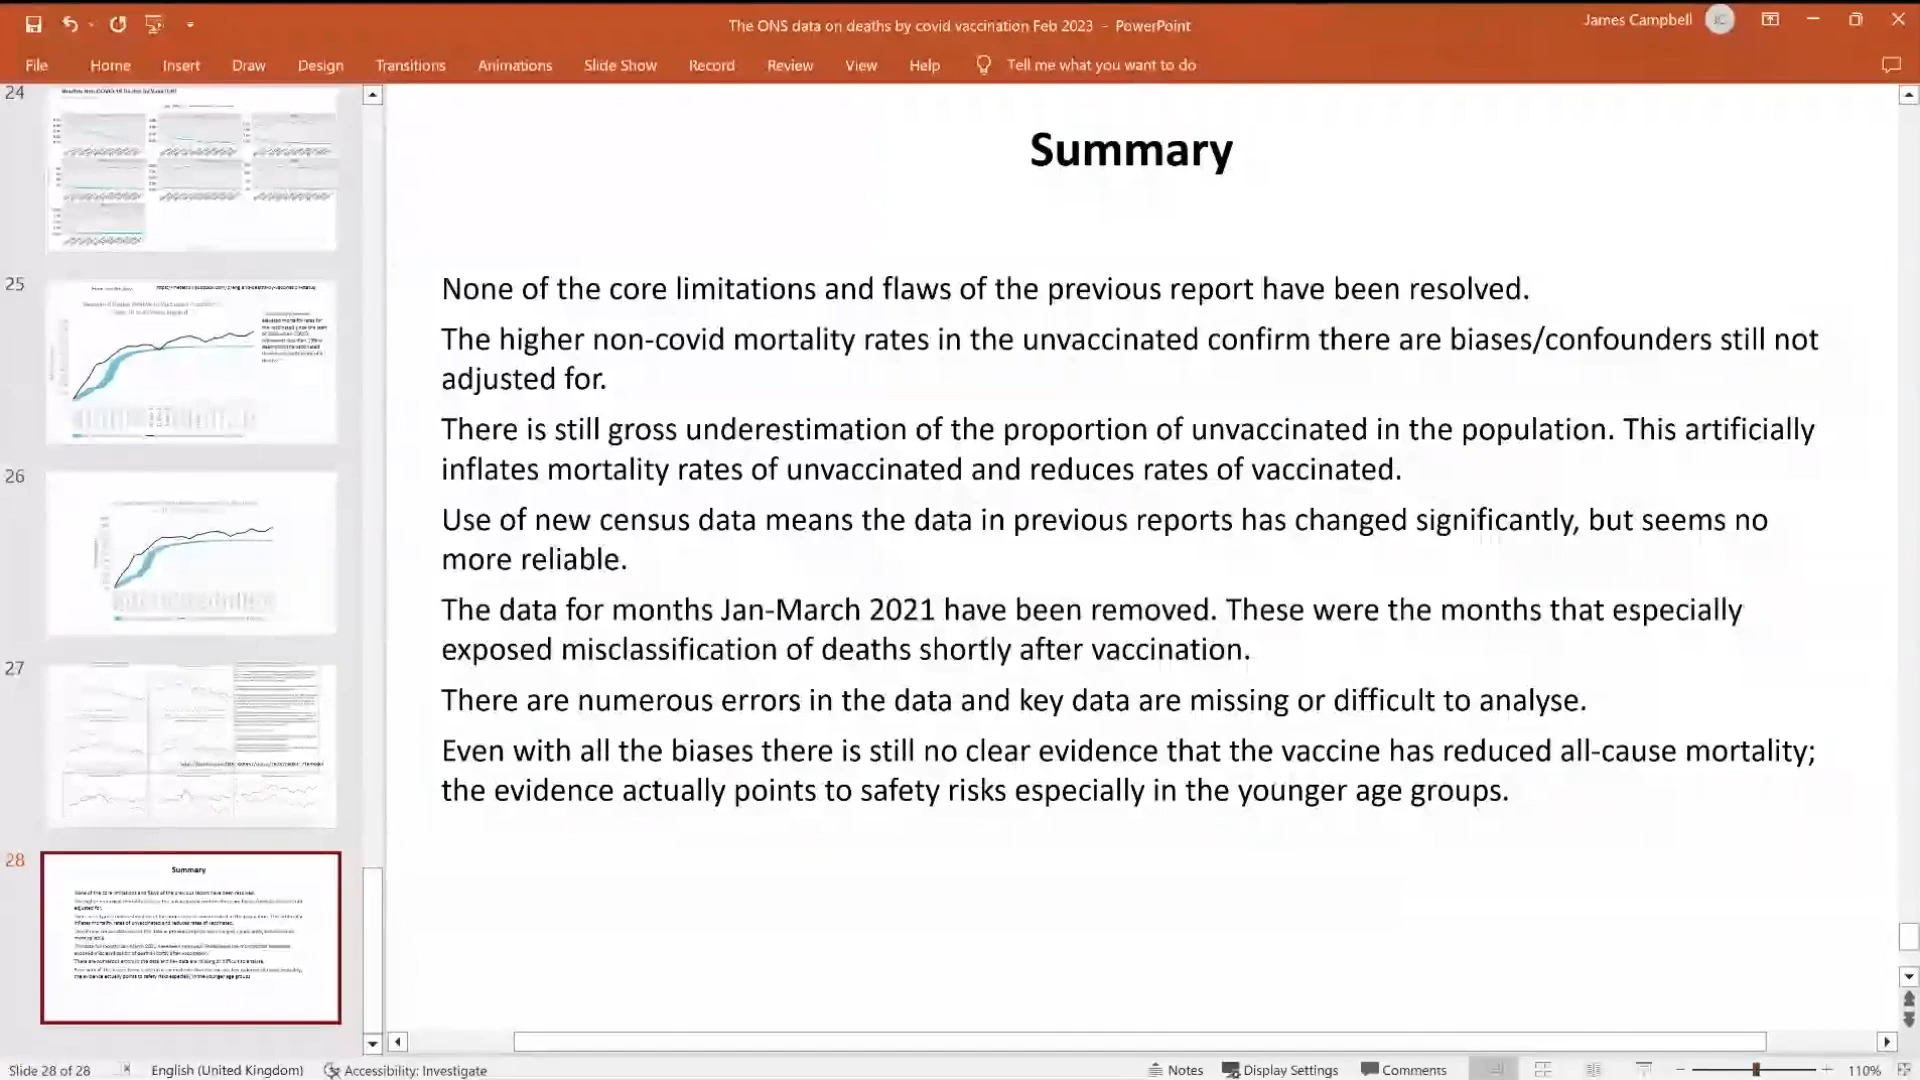 The ONS data on deaths by covid vaccination Feb 2023 - PowerPoint
James Campbell
File Home Insert Draw Design Transitions Animations Slide Show Record Review View Help Tell me what you want to do
24
25
26
27
28
Summary
Summary
None of the core limitations and flaws of the previous report have been resolved.
The higher non-covid mortality rates in the unvaccinated confirm there are biases/confounders still not
adjusted for.
There is still gross underestimation of the proportion of unvaccinated in the population. This artificially
inflates mortality rates of unvaccinated and reduces rates of vaccinated.
Use of new census data means the data in previous reports has changed significantly, but seems no
more reliable.
The data for months Jan-March 2021 have been removed. These were the months that especially
exposed misclassification of deaths shortly after vaccination.
There are numerous errors in the data and key data are missing or difficult to analyse.
Even with all the biases there is still no clear evidence that the vaccine has reduced all-cause mortality;
the evidence actually points to safety risks especially in the younger age groups.
Slide 28 of 28 English (United Kingdom) Accessibility: Investigate Notes Display Settings Comments 110%